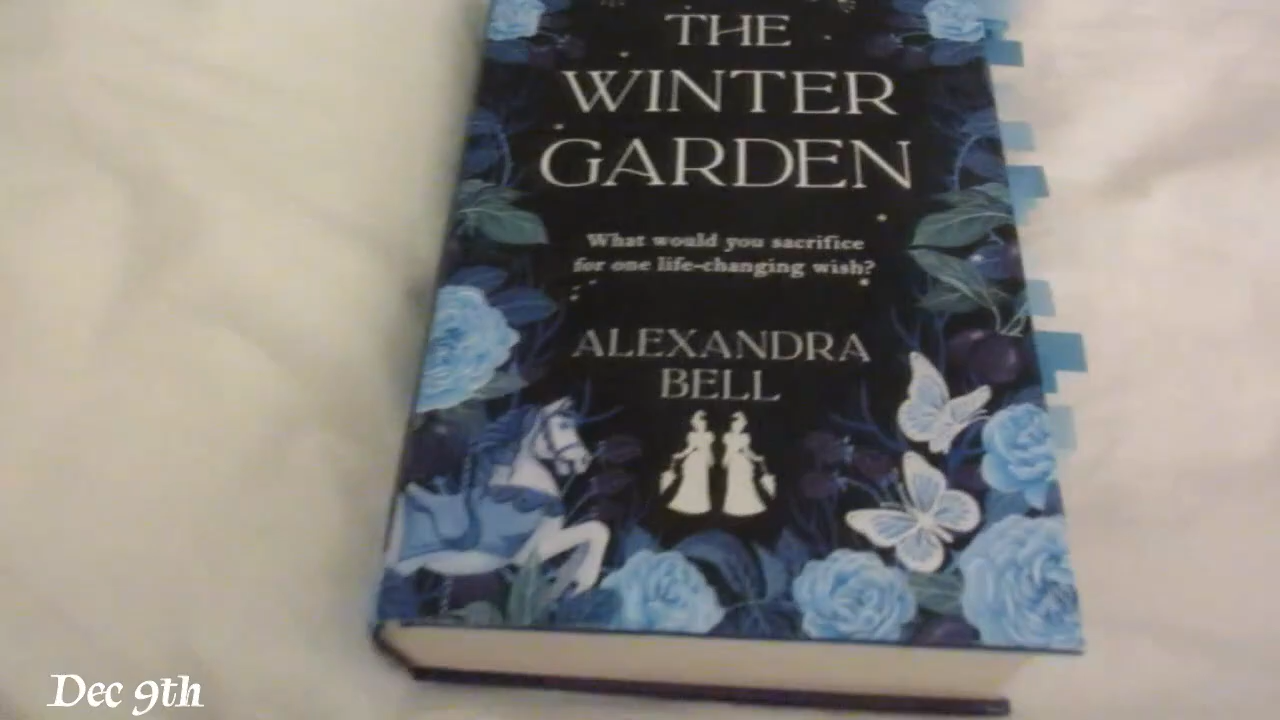 THE
WINTER
GARDEN
What would you sacrifice
for one life-changing wish?
ALEXANDRA
BELL
Dec 9th